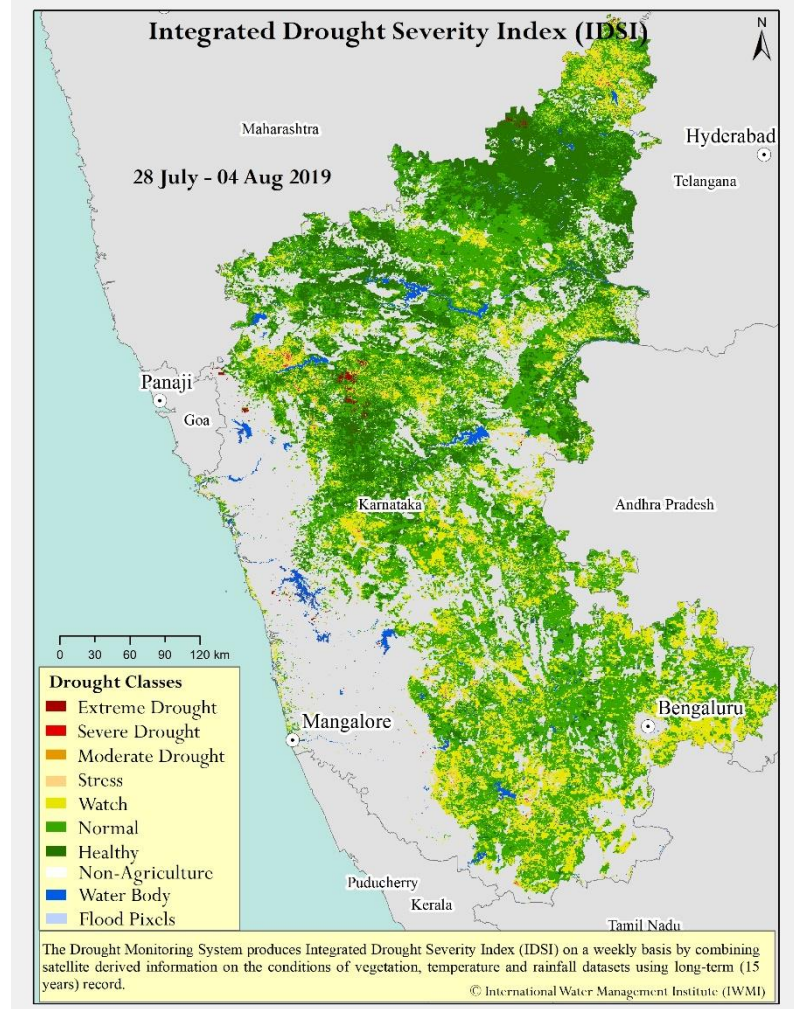 Integrated Drought Severity Index (IDSI)
N
Maharashtra
Hyderabad
28 July - 04 Aug 2019
Telangana
Panaji
Goa
Karnataka
Andhra Pradesh
0 30 60 90 120 km
Drought Classes
Extreme Drought
Severe Drought
Moderate Drought
Stress
Watch
Normal
Healthy
Non-Agriculture
Water Body
Flood Pixels
Mangalore
Bengaluru
Puducherry
Kerala
Tamil Nadu
The Drought Monitoring System produces Integrated Drought Severity Index (IDSI) on a weekly basis by combining
satellite derived information on the conditions of vegetation, temperature and rainfall datasets using long-term (15
years) record.
© International Water Management Institute (IWMI)